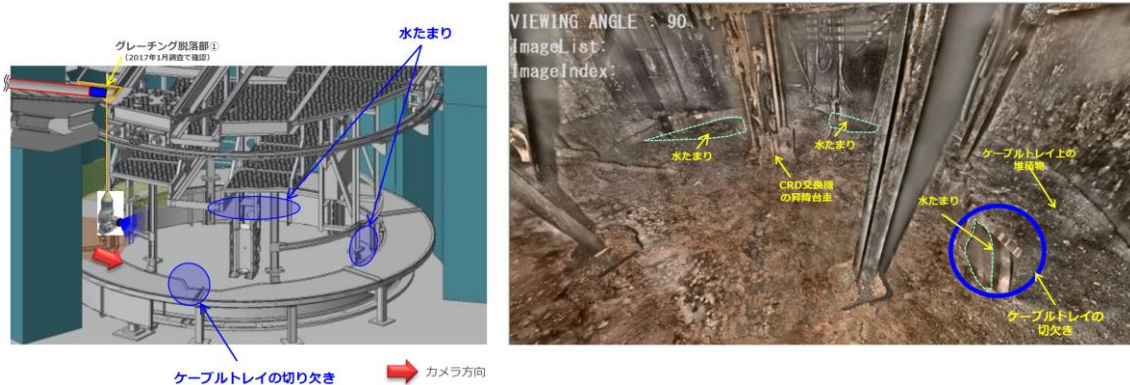 グレーチング脱落部①
（2017年1月調査で確認）
水たまり
ケーブルトレイの切り欠き
カメラ方向
VIEWING ANGLE : 90.
ImageList:
ImageIndex:
水たまり
水たまり
CRD交換機
の昇降台車
ケーブルトレイ上の
堆積物
水たまり
ケーブルトレイの
切欠き